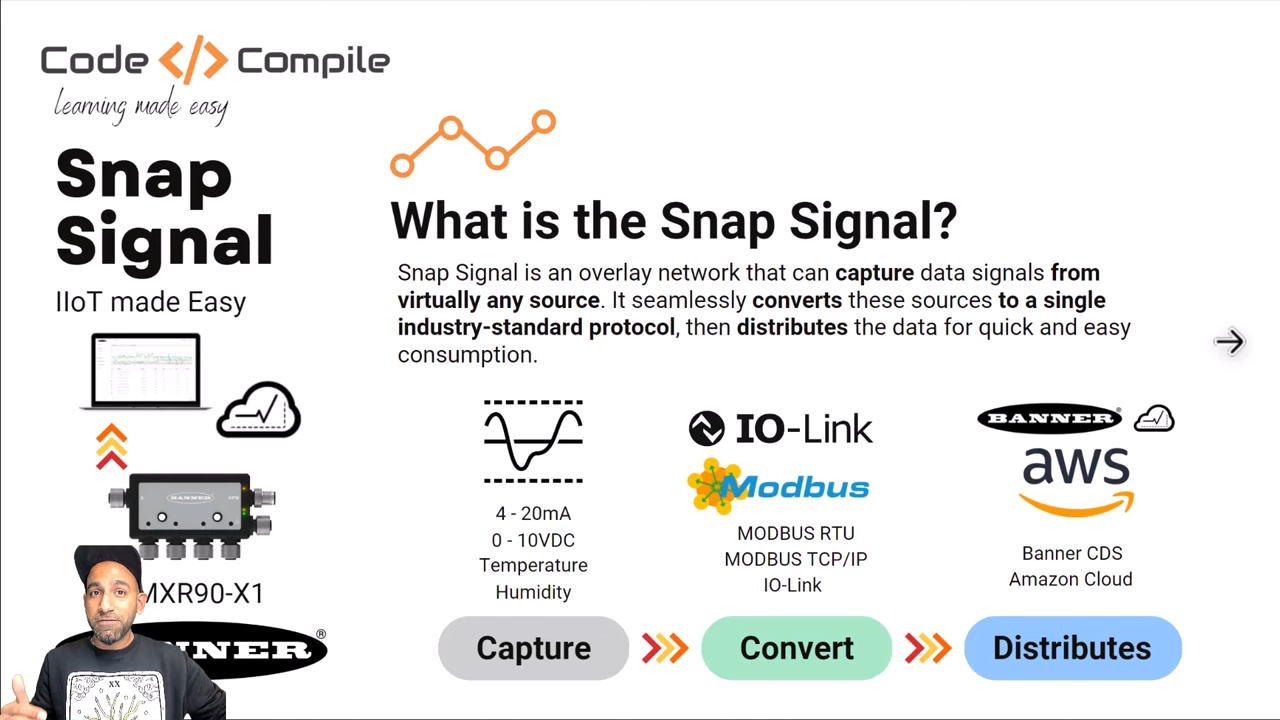 Code </> Compile
learning made easy
Snap
Signal
IIoT made Easy
BANNER
MXR90-X1
What is the Snap Signal?
Snap Signal is an overlay network that can capture data signals from
virtually any source. It seamlessly converts these sources to a single
industry-standard protocol, then distributes the data for quick and easy
consumption.
4 - 20mA
0 - 10VDC
Temperature
Humidity
Capture
IO-Link
Modbus
MODBUS RTU
MODBUS TCP/IP
IO-Link
Convert
BANNER®
aws
Banner CDS
Amazon Cloud
Distributes
XX